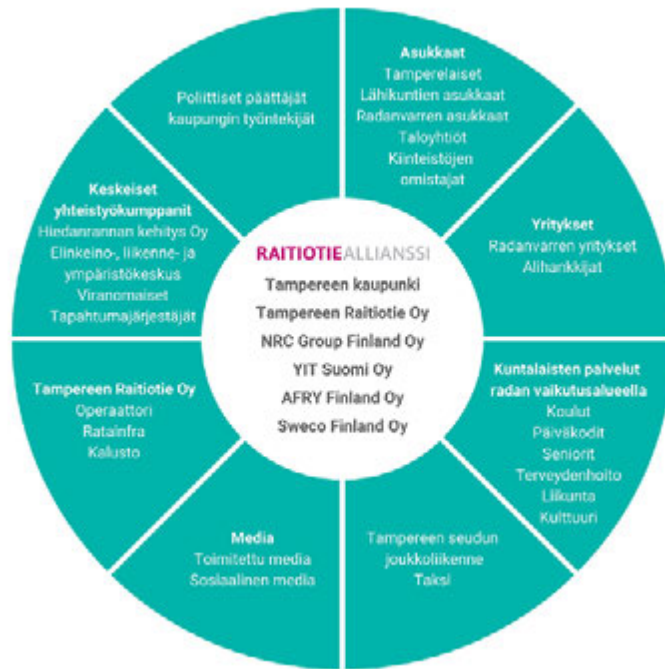 Asukkaat
Tamperelaiset
Lähikuntien asukkaat
Radanvarren asukkaat
Taloyhtiöt
Kiinteistöjen
omistajat
Yritykset
Radanvarren yritykset
Alihankkijat
Kuntalaisten palvelut
radan vaikutusalueella
Koulut
Päiväkodit
Seniorit
Terveydenhoito
Liikunta
Kulttuuri
Tampereen seudun
joukkoliikenne
Taksi
Media
Toimitettu media
Sosiaalinen media
Tampereen Raitiotie Oy
Operaattori
Ratainfra
Kalusto
Keskeiset
yhteistyökumppanit
Hiedanrannan kehitys Oy
Elinkeino-, liikenne- ja
ympäristökeskus
Viranomaiset
Tapahtumajärjestäjät
Poliittiset päättäjät
kaupungin työntekijät
RAITIOTIEALLIANSSI
Tampereen kaupunki
Tampereen Raitiotie Oy
NRC Group Finland Oy
YIT Suomi Oy
AFRY Finland Oy
Sweco Finland Oy